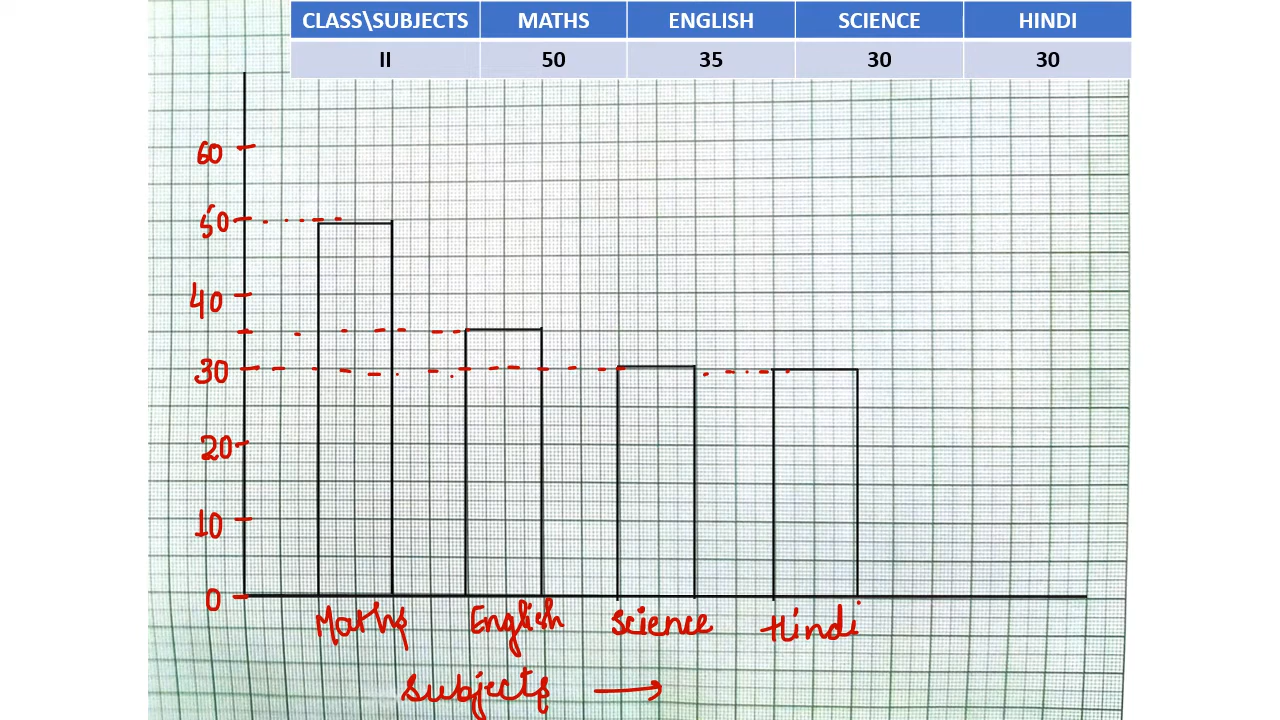 CLASS\SUBJECTS MATHS ENGLISH SCIENCE HINDI
II 50 35 30 30
60
50
40
30
20
10
0
Maths English Science Hindi
Subjects